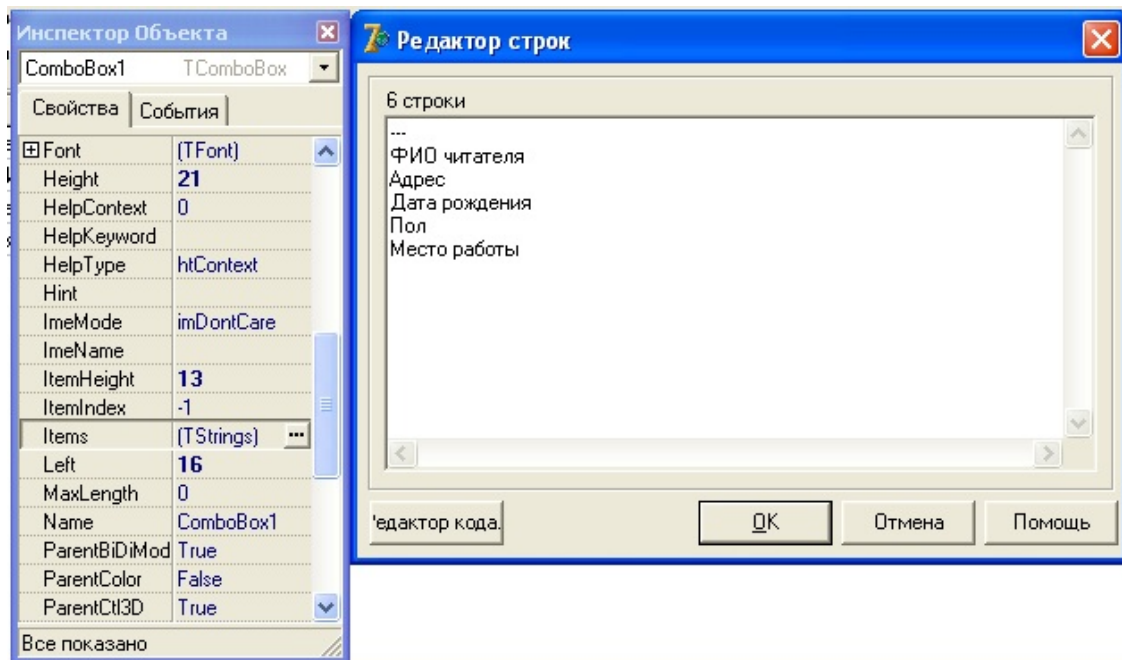 Инспектор Объекта
ComboBox1 TComboBox
Свойства События
Font (TFont)
Height 21
HelpContext 0
HelpKeyword
HelpType htContext
Hint
ImeMode imDontCare
ImeName
ItemHeight 13
ItemIndex -1
Items (TStrings) ...
Left 16
MaxLength 0
Name ComboBox1
ParentBiDiMod True
ParentColor False
ParentCtl3D True
Все показано
Редактор строк
6 строки
---
ФИО читателя
Адрес
Дата рождения
Пол
Место работы
едактор кода. OK Отмена Помощь